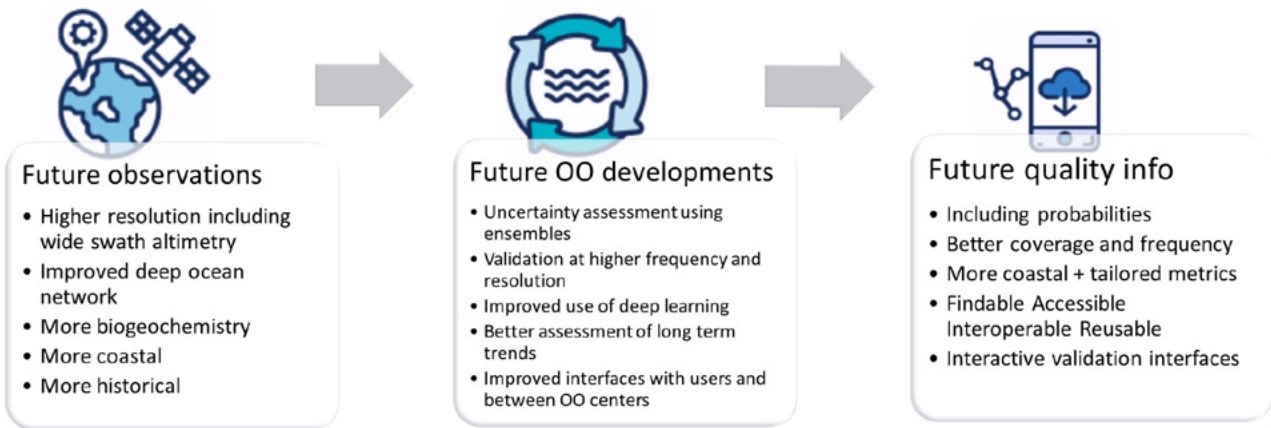 Future observations
• Higher resolution including
wide swath altimetry
• Improved deep ocean
network
• More biogeochemistry
• More coastal
• More historical
Future OO developments
• Uncertainty assessment using
ensembles
• Validation at higher frequency and
resolution
• Improved use of deep learning
• Better assessment of long term
trends
• Improved interfaces with users and
between OO centers
Future quality info
• Including probabilities
• Better coverage and frequency
• More coastal + tailored metrics
• Findable Accessible
Interoperable Reusable
• Interactive validation interfaces